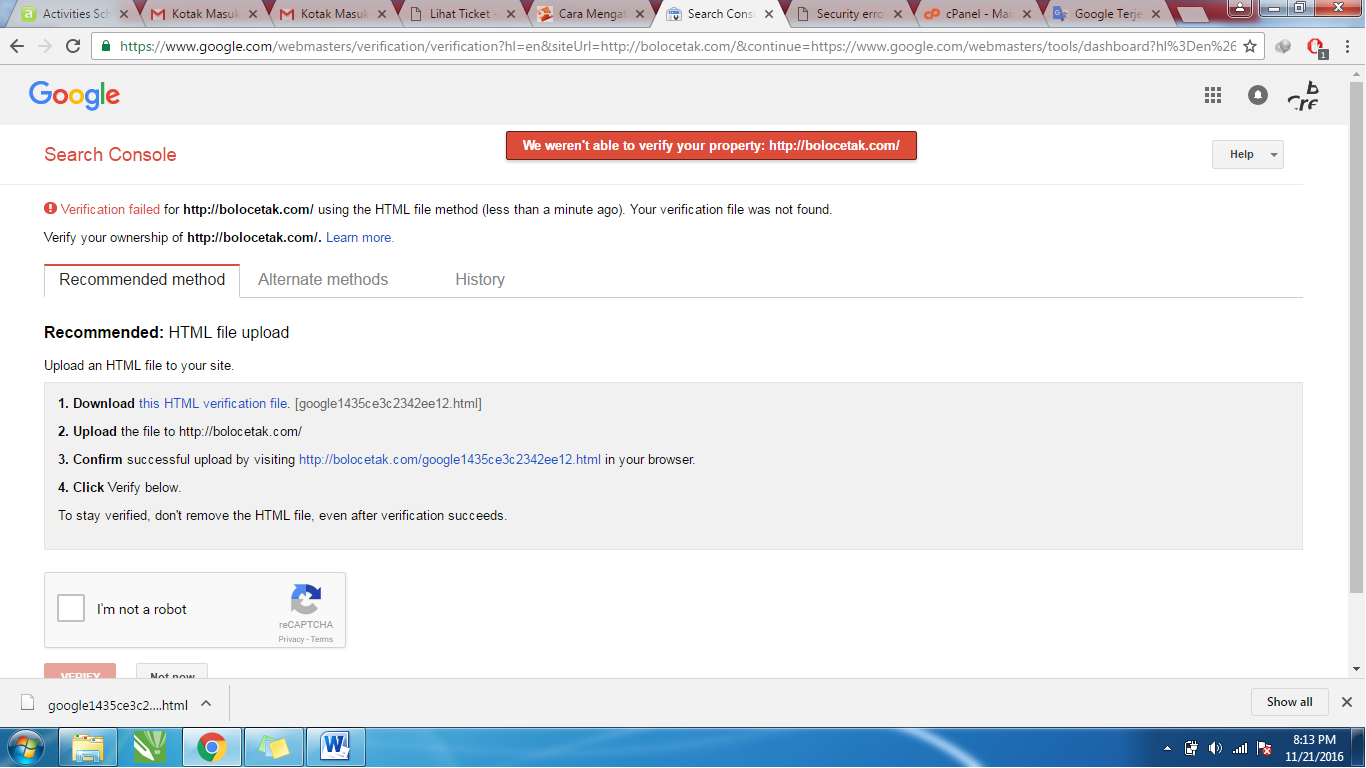 Activities Sch
Kotak Masuk
Kotak Masuk
Lihat Ticket -
Cara Mengat
Search Conso
Security erro
cPanel - Mai
Google Terje
https://www.google.com/webmasters/verification/verification?hl=en&siteUrl=http://bolocetak.com/&continue=https://www.google.com/webmasters/tools/dashboard?hl%3Den%26
1
Google
b
Cre
Search Console
We weren't able to verify your property: http://bolocetak.com/
Help
Verification failed for http://bolocetak.com/ using the HTML file method (less than a minute ago). Your verification file was not found.
Verify your ownership of http://bolocetak.com/. Learn more.
Recommended method
Alternate methods
History
Recommended: HTML file upload
Upload an HTML file to your site.
1. Download this HTML verification file. [google1435ce3c2342ee12.html]
2. Upload the file to http://bolocetak.com/
3. Confirm successful upload by visiting http://bolocetak.com/google1435ce3c2342ee12.html in your browser.
4. Click Verify below.
To stay verified, don't remove the HTML file, even after verification succeeds.
I'm not a robot
reCAPTCHA
Privacy - Terms
VERIFY
Not now
google1435ce3c2....html
Show all
8:13 PM
11/21/2016